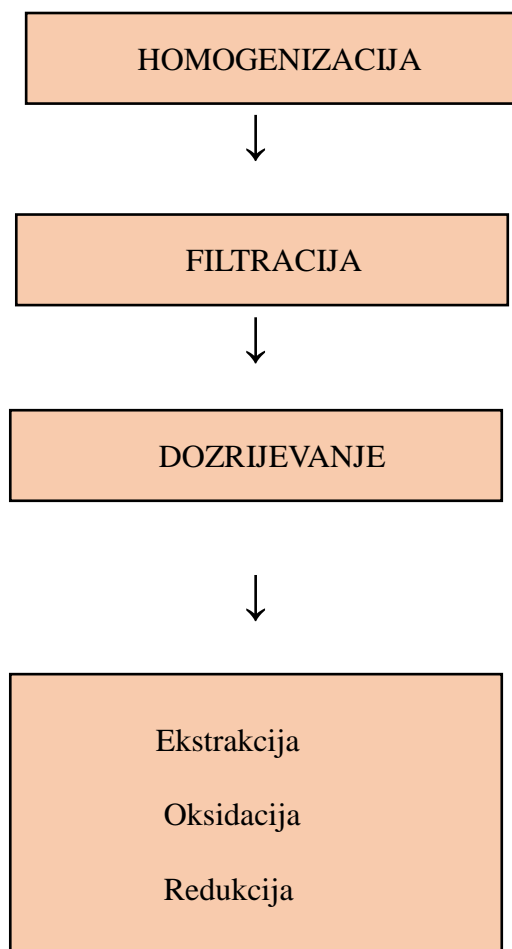 HOMOGENIZACIJA
FILTRACIJA
DOZRIJEVANJE
Ekstrakcija
Oksidacija
Redukcija